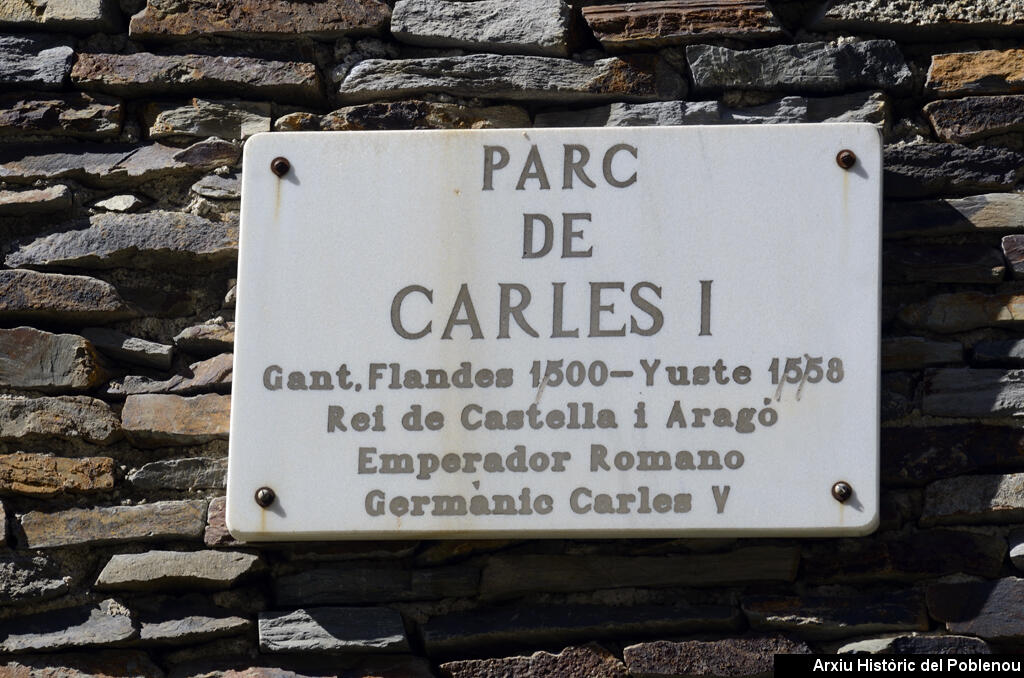 PARC
DE
CARLES I
Gant, Flandes 1500-Yuste 1558
Rei de Castella i Aragó
Emperador Romano
Germànic Carles V
Arxiu Històric del Poblenou